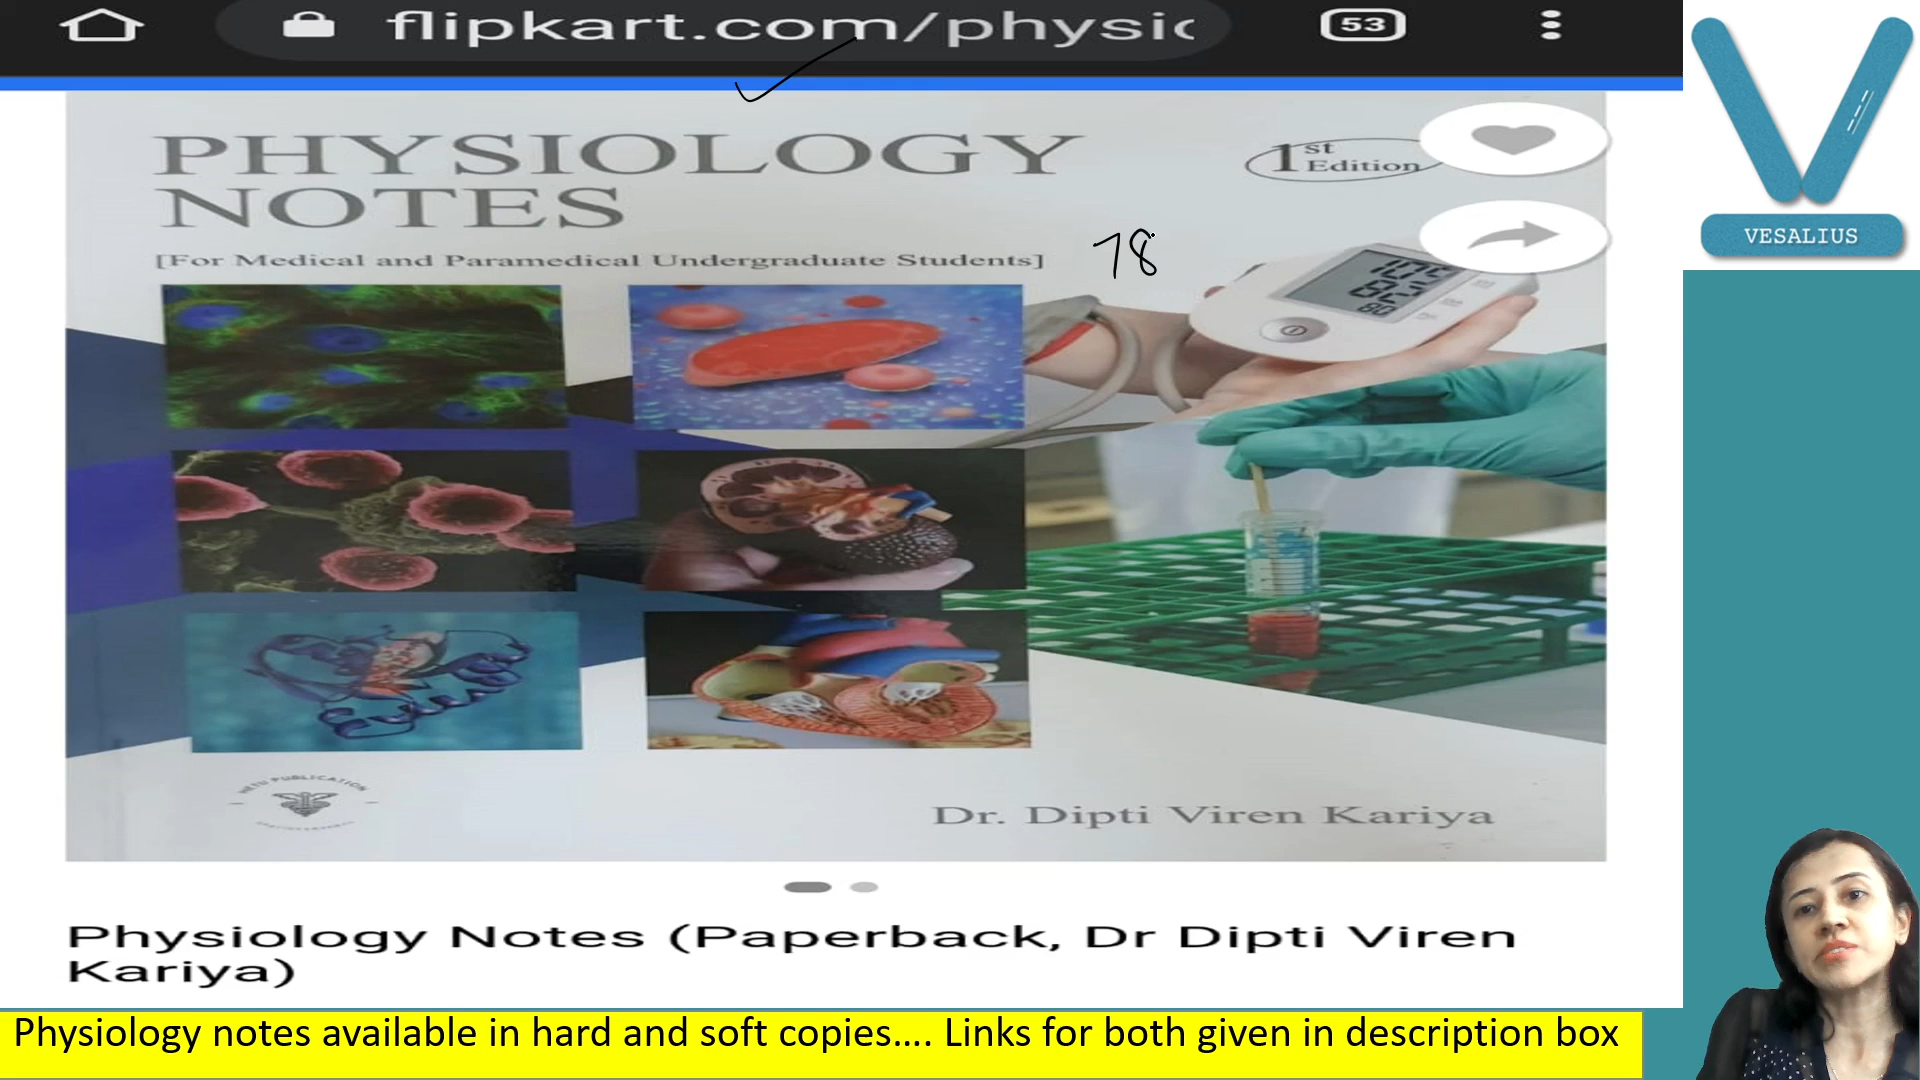 flipkart.com/physic
53
PHYSIOLOGY
NOTES
1st
Edition
[For Medical and Paramedical Undergraduate Students]
78
VESALIUS
HETU PUBLICATION
Dr. Dipti Viren Kariya
Physiology Notes (Paperback, Dr Dipti Viren
Kariya)
Physiology notes available in hard and soft copies.... Links for both given in description box